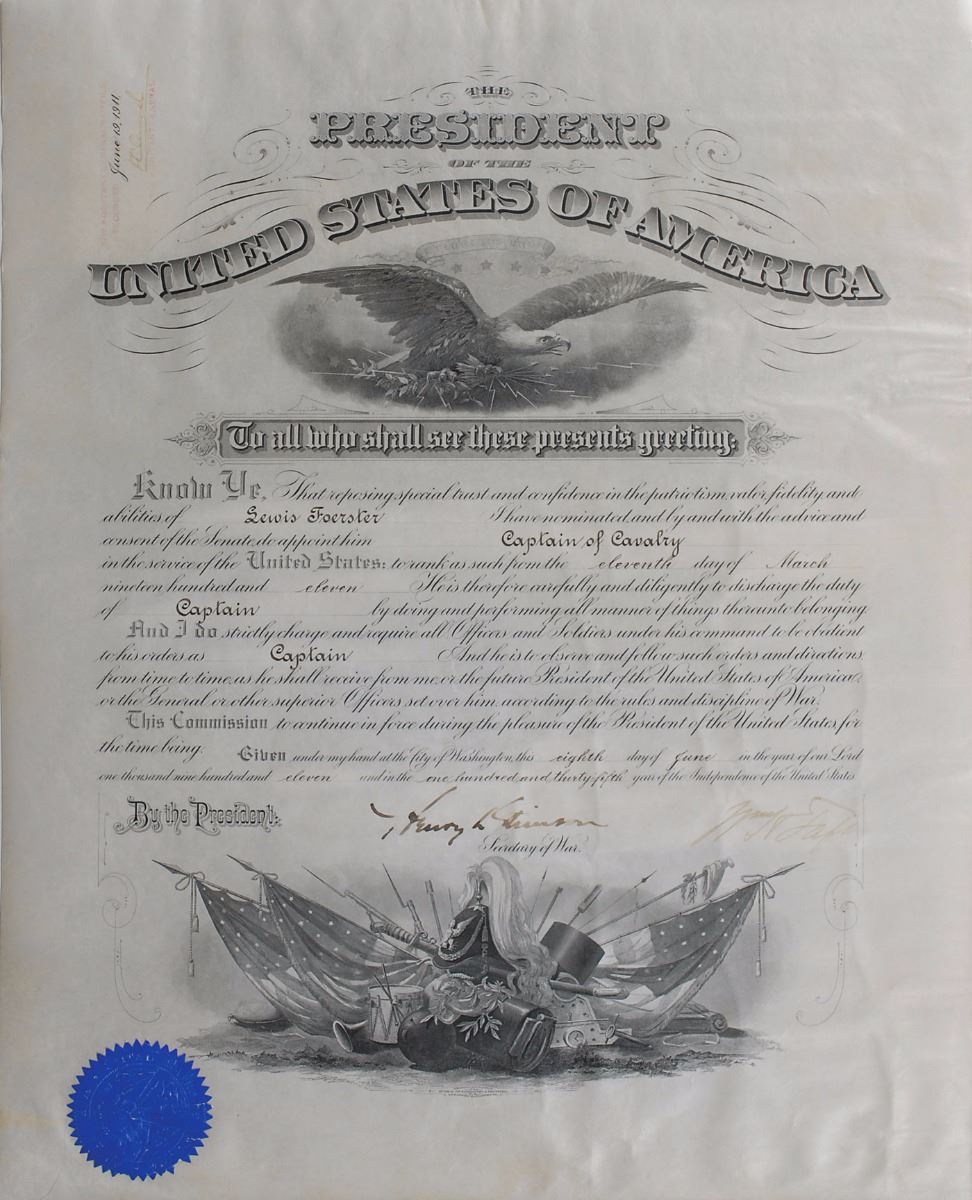 June 19, 1911.
THE
PRESIDENT
OF THE
UNITED STATES OF AMERICA
To all who shall see these presents greeting:
Know Ye, That reposing special trust and confidence in the patriotism, valor, fidelity and
abilities of Lewis Foerster I have nominated, and by and with the advice and
consent of the Senate, do appoint him Captain of Cavalry
in the service of the United States: to rank as such from the eleventh day of March
nineteen hundred and eleven He is therefore carefully and diligently to discharge the duty
of Captain by doing and performing all manner of things thereunto belonging
And I do strictly charge and require all Officers and Soldiers under his command to be obedient
to his orders as Captain And he is to observe and follow such orders and directions,
from time to time, as he shall receive from me, or the future President of the United States of America,
or the General or other superior Officers set over him, according to the rules and discipline of War.
This Commission to continue in force during the pleasure of the President of the United States, for
the time being. Given under my hand at the City of Washington, this eighth day of June in the year of our Lord
one thousand nine hundred and eleven and in the one hundred and thirty-fifth year of the Independence of the United States
By the President: Henry L Stimson Wm H Taft
Secretary of War.